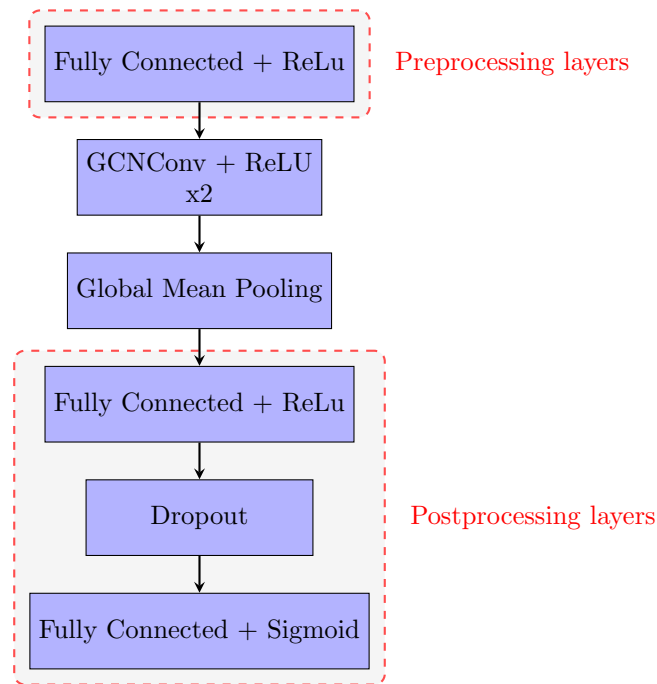 Fully Connected + ReLu
Preprocessing layers
GCNConv + ReLU
x2
Global Mean Pooling
Fully Connected + ReLu
Dropout
Postprocessing layers
Fully Connected + Sigmoid